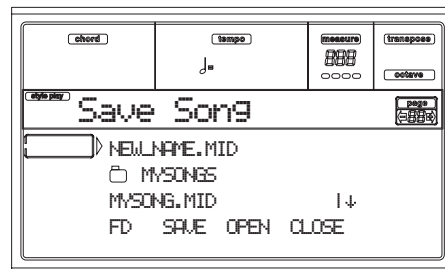 chord
tempo
measure
transpose
octave
style play
page
Save Song
NEW_NAME.MID
MYSONGS
MYSONG.MID
FD SAVE OPEN CLOSE